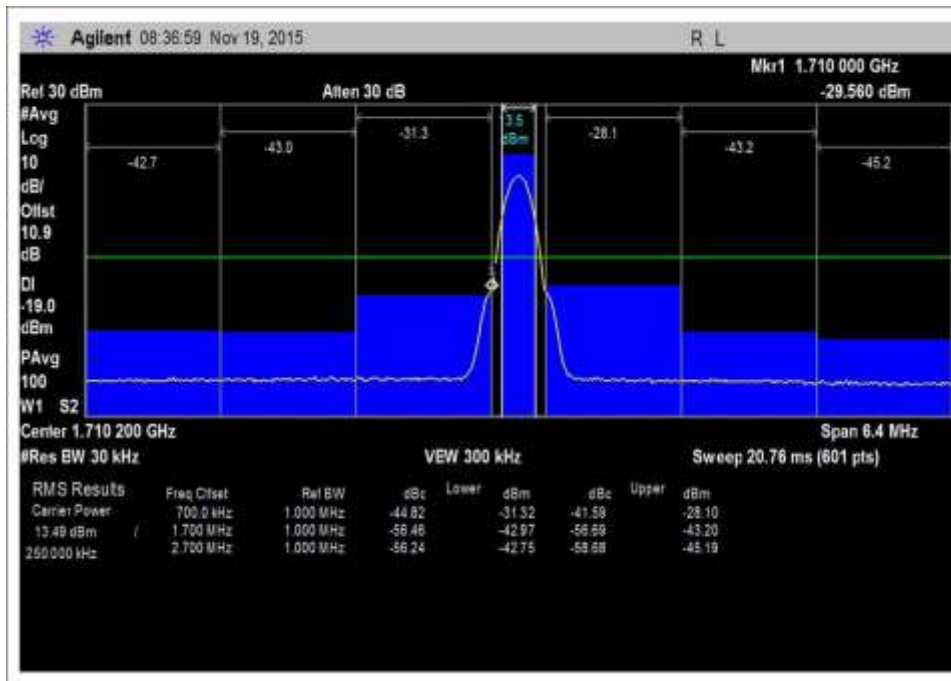 Agilent 08:36:59 Nov 19, 2015 R L
Mkr1 1.710 000 GHz
Ref 30 dBm Atten 30 dB -29.560 dBm
#Avg
Log
10
dB/
Offst
10.9
dB
DI
-19.0
dBm
PAvg
100
W1 S2
-42.7 -43.0 -31.3 3.5 dBm -28.1 -43.2 -45.2
Center 1.710 200 GHz Span 6.4 MHz
#Res BW 30 kHz VBW 300 kHz Sweep 20.76 ms (601 pts)
RMS Results Freq Offset Ref BW dBc Lower dBm dBc Upper dBm
Carrier Power 700.0 kHz 1.000 MHz -44.82 -31.32 -41.59 -28.10
13.49 dBm / 1.700 MHz 1.000 MHz -56.46 -42.97 -56.69 -43.20
250.000 kHz 2.700 MHz 1.000 MHz -56.24 -42.75 -58.68 -45.19